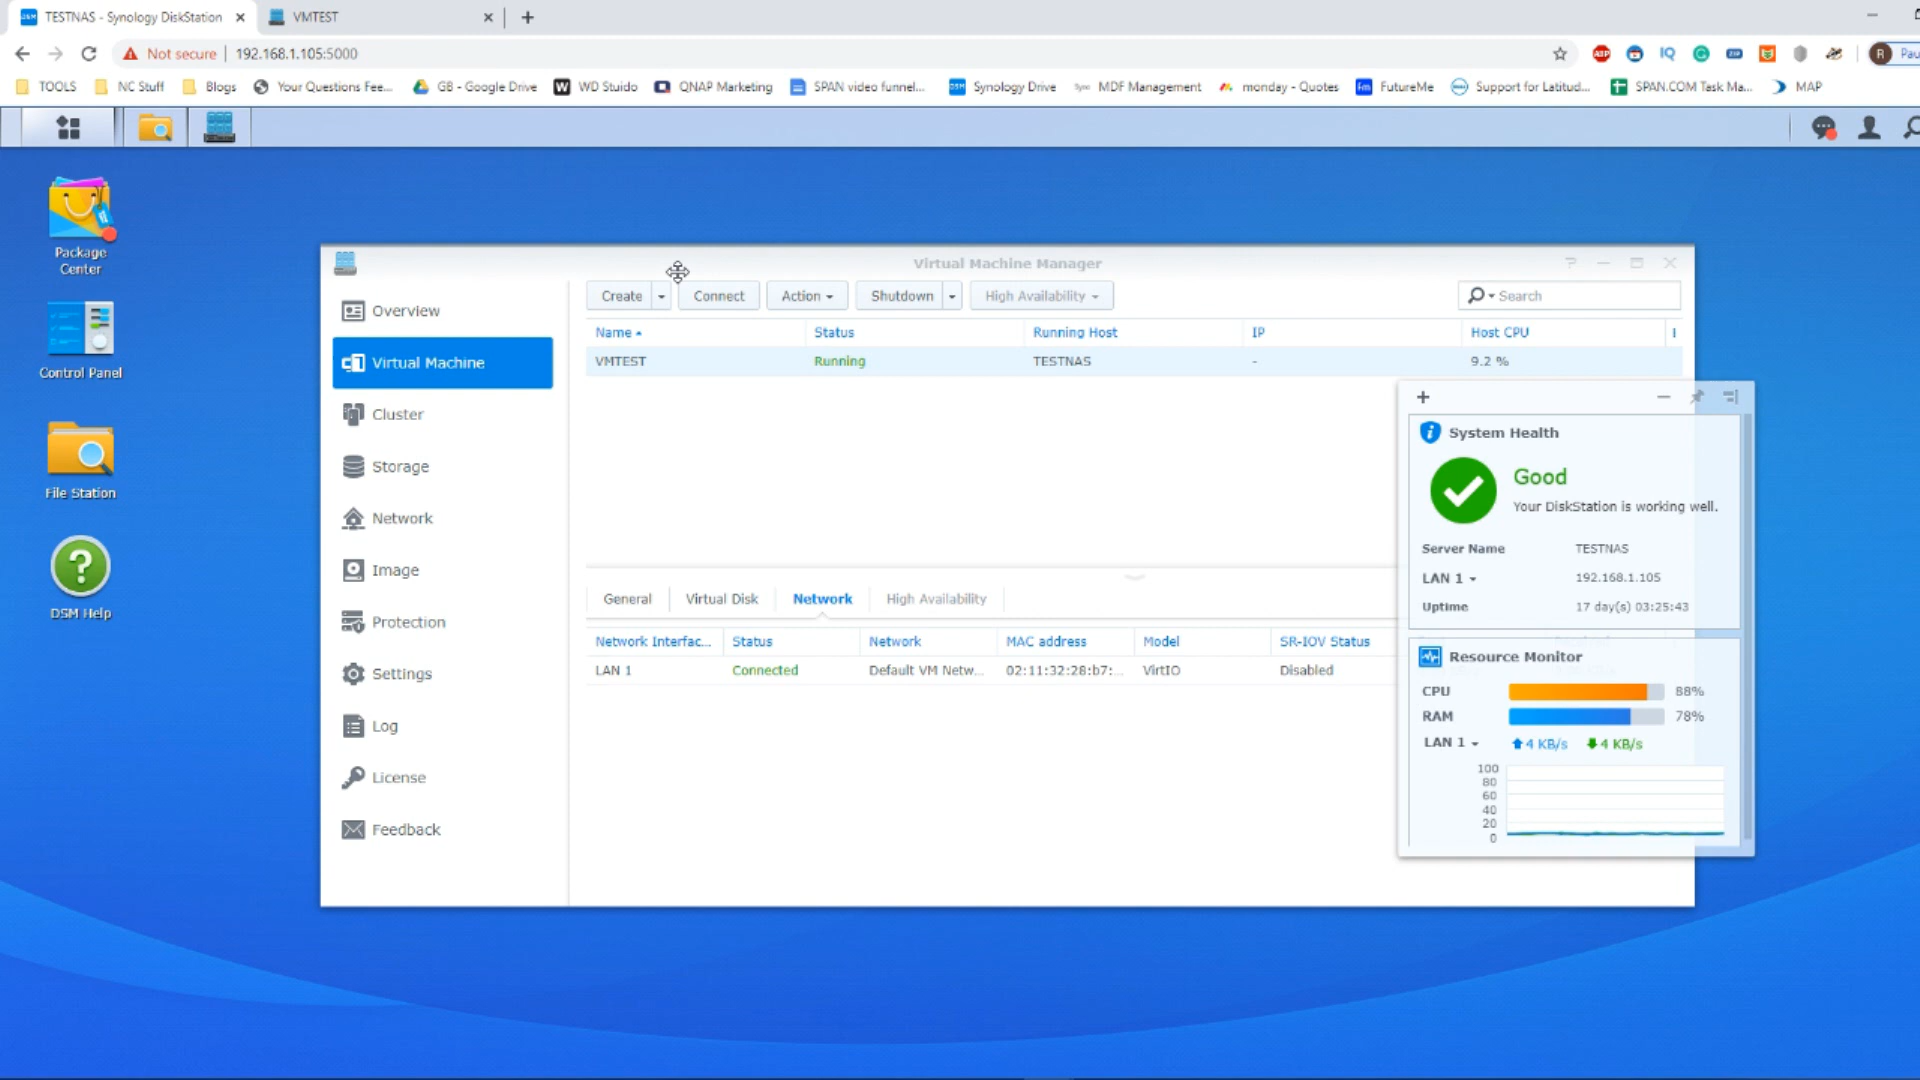 TESTNAS - Synology DiskStation
VMTEST
Not secure 192.168.1.105:5000
TOOLS NC Stuff Blogs Your Questions Fee... GB - Google Drive WD Stuido QNAP Marketing SPAN video funnel... Synology Drive MDF Management monday - Quotes FutureMe Support for Latitud... SPAN.COM Task Ma... MAP
Package Center
Control Panel
File Station
DSM Help
Virtual Machine Manager
Overview
Virtual Machine
Cluster
Storage
Network
Image
Protection
Settings
Log
License
Feedback
Create Connect Action Shutdown High Availability Search
Name Status Running Host IP Host CPU
VMTEST Running TESTNAS - 9.2 %
General Virtual Disk Network High Availability
Network Interfac... Status Network MAC address Model SR-IOV Status
LAN 1 Connected Default VM Netw... 02:11:32:28:b7:... VirtIO Disabled
System Health
Good
Your DiskStation is working well.
Server Name TESTNAS
LAN 1 192.168.1.105
Uptime 17 day(s) 03:25:43
Resource Monitor
CPU 88%
RAM 78%
LAN 1 4 KB/s 4 KB/s
100
80
60
40
20
0